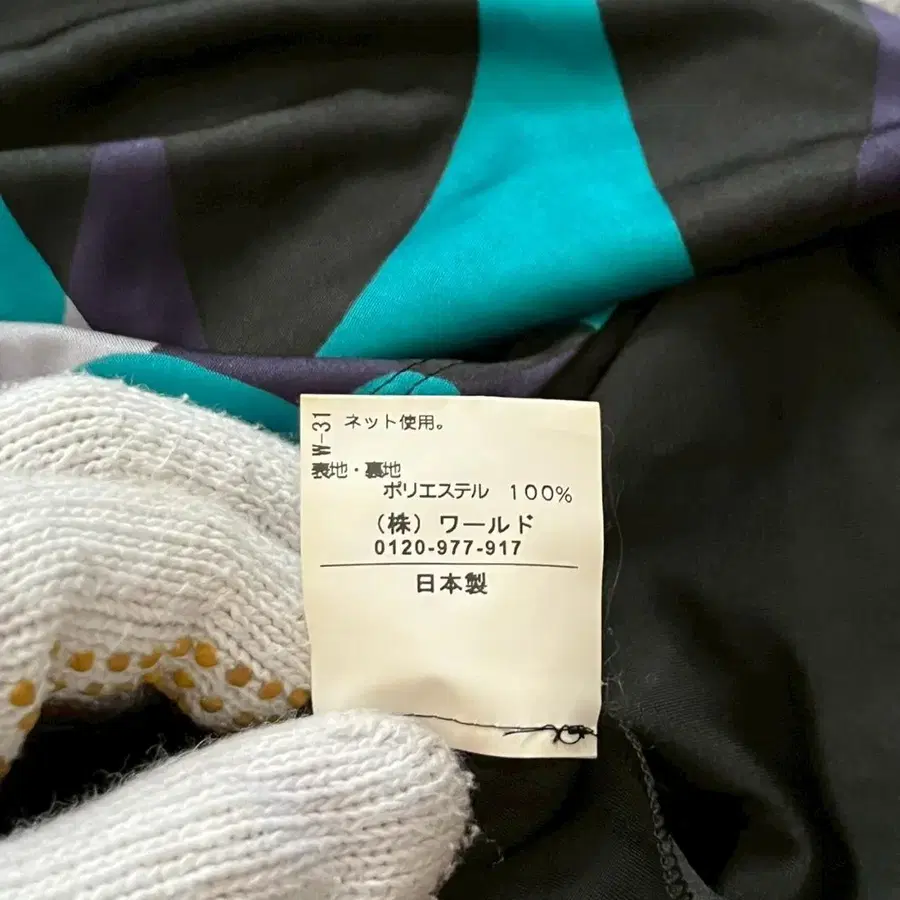 W-31
ネット使用。
表地・裏地
ポリエステル 100%
(株)ワールド
0120-977-917
日本製